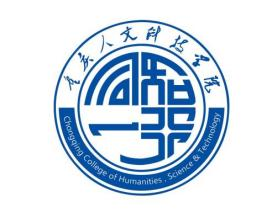 重庆人文科技学院
Chongqing College of Humanities, Science & Technology